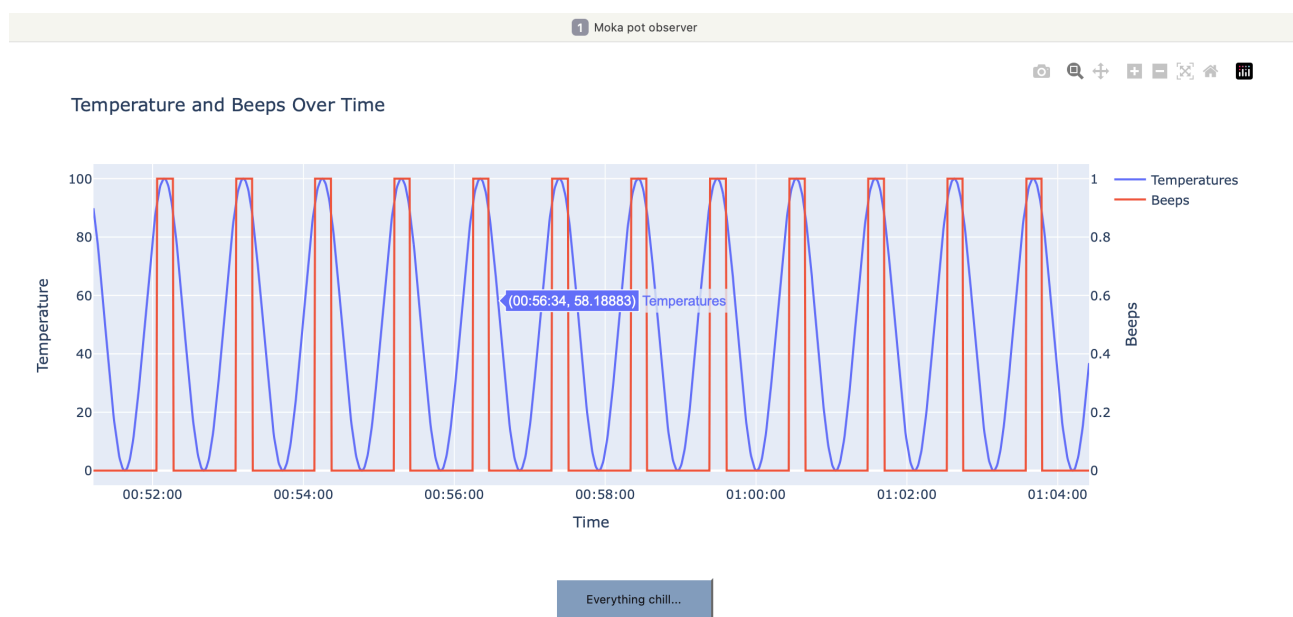 1 Moka pot observer
Temperature and Beeps Over Time
100
80
60
40
20
0
Temperature
1
0.8
0.6
0.4
0.2
0
Beeps
Temperatures
Beeps
(00:56:34, 58.18883) Temperatures
00:52:00 00:54:00 00:56:00 00:58:00 01:00:00 01:02:00 01:04:00
Time
Everything chill...